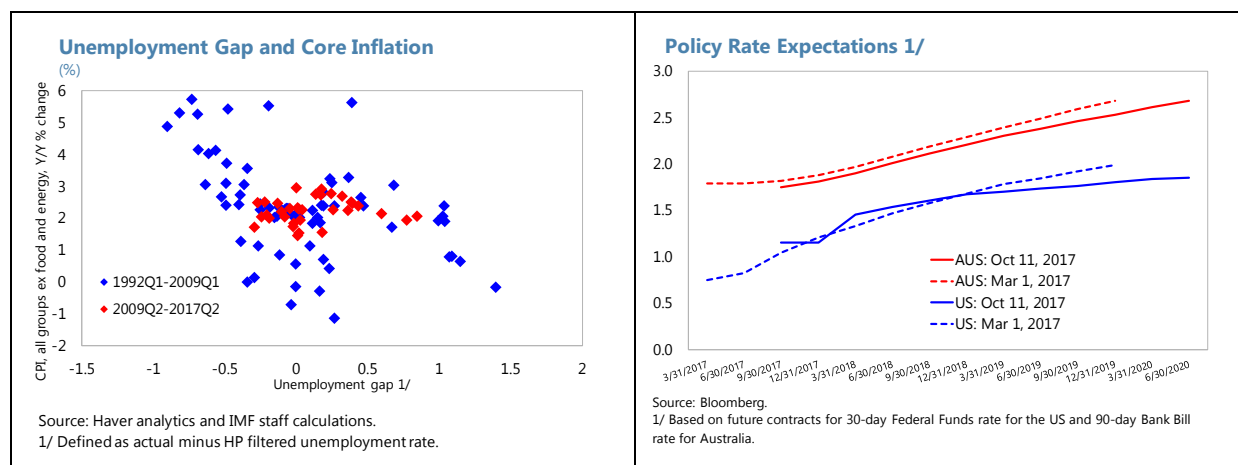 Unemployment Gap and Core Inflation
(%)
CPI, all groups ex food and energy, Y/Y % change
6
5
4
3
2
1
0
-1
-2
-1.5
-1
-0.5
0
0.5
1
1.5
2
1992Q1-2009Q1
2009Q2-2017Q2
Unemployment gap 1/
Source: Haver analytics and IMF staff calculations.
1/ Defined as actual minus HP filtered unemployment rate.
Policy Rate Expectations 1/
3.0
2.5
2.0
1.5
1.0
0.5
0.0
AUS: Oct 11, 2017
AUS: Mar 1, 2017
US: Oct 11, 2017
US: Mar 1, 2017
3/31/2017
6/30/2017
9/30/2017
12/31/2017
3/31/2018
6/30/2018
9/30/2018
12/31/2018
3/31/2019
6/30/2019
9/30/2019
12/31/2019
3/31/2020
6/30/2020
Source: Bloomberg.
1/ Based on future contracts for 30-day Federal Funds rate for the US and 90-day Bank Bill
rate for Australia.